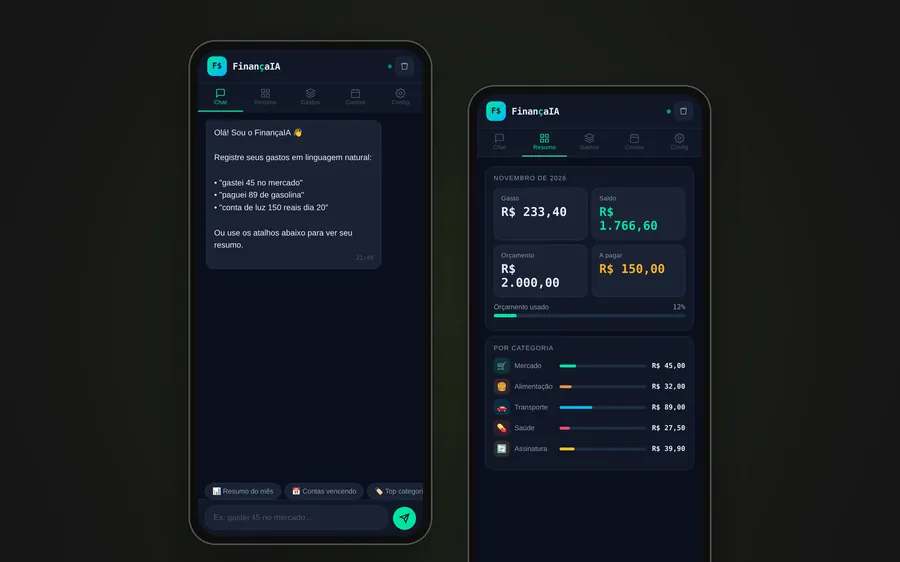 F$ FinançaIA
Chat Resumo Gastos Contas Config
Olá! Sou o FinançaIA 👋
Registre seus gastos em linguagem natural:
• "gastei 45 no mercado"
• "paguei 89 de gasolina"
• "conta de luz 150 reais dia 20"
Ou use os atalhos abaixo para ver seu
resumo.
21:40
📊 Resumo do mês 📅 Contas vencendo 🏷️ Top categori
Ex: gastei 45 no mercado...
F$ FinançaIA
Chat Resumo Gastos Contas Config
NOVEMBRO DE 2026
Gasto
R$ 233,40
Saldo
R$
1.766,60
Orçamento
R$
2.000,00
A pagar
R$ 150,00
Orçamento usado 12%
POR CATEGORIA
Mercado R$ 45,00
Alimentação R$ 32,00
Transporte R$ 89,00
Saúde R$ 27,50
Assinatura R$ 39,90